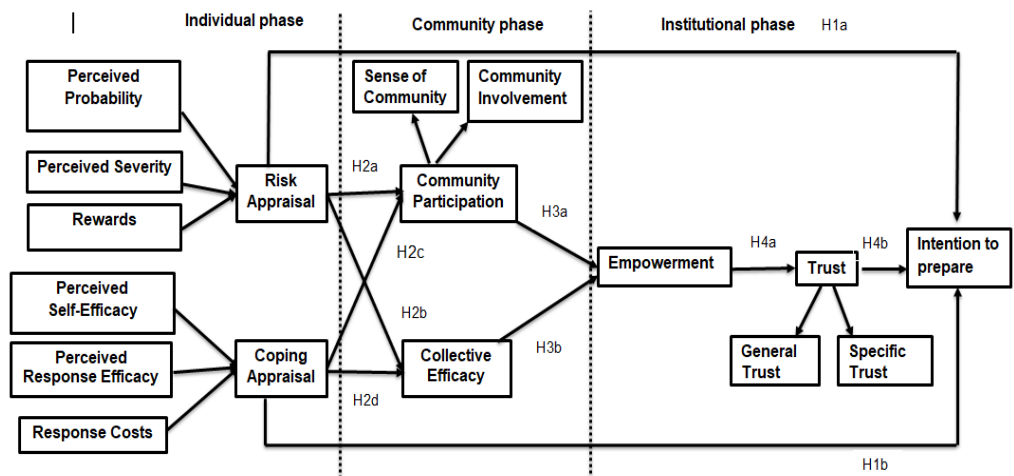 Individual phase
Community phase
Institutional phase
H1a
Perceived
Probability
Sense of
Community
Community
Involvement
Perceived Severity
Risk
Appraisal
H2a
Community
Participation
Rewards
H3a
H2c
Empowerment
H4a
Trust
H4b
Intention to
prepare
Perceived
Self-Efficacy
H2b
Perceived
Response Efficacy
Coping
Appraisal
Collective
Efficacy
H3b
General
Trust
Specific
Trust
H2d
Response Costs
H1b